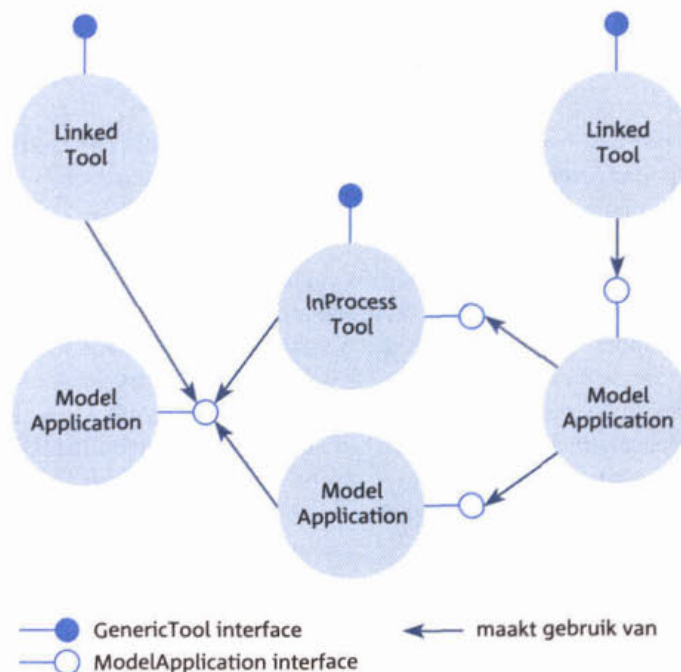 Linked
Tool
Linked
Tool
InProcess
Tool
Model
Application
Model
Application
Model
Application
GenericTool interface
maakt gebruik van
ModelApplication interface